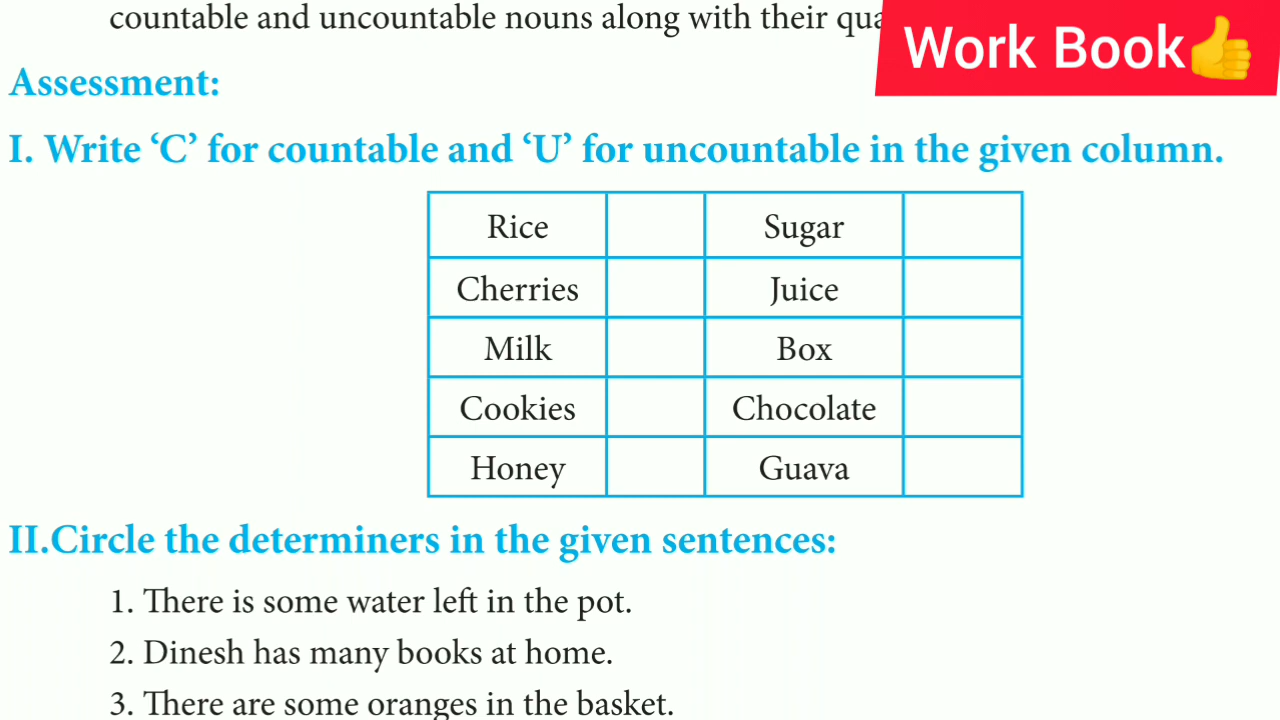 countable and uncountable nouns along with their qua
Work Book👍
Assessment:
I. Write ‘C’ for countable and ‘U’ for uncountable in the given column.
Rice Sugar
Cherries Juice
Milk Box
Cookies Chocolate
Honey Guava
II.Circle the determiners in the given sentences:
1. There is some water left in the pot.
2. Dinesh has many books at home.
3. There are some oranges in the basket.